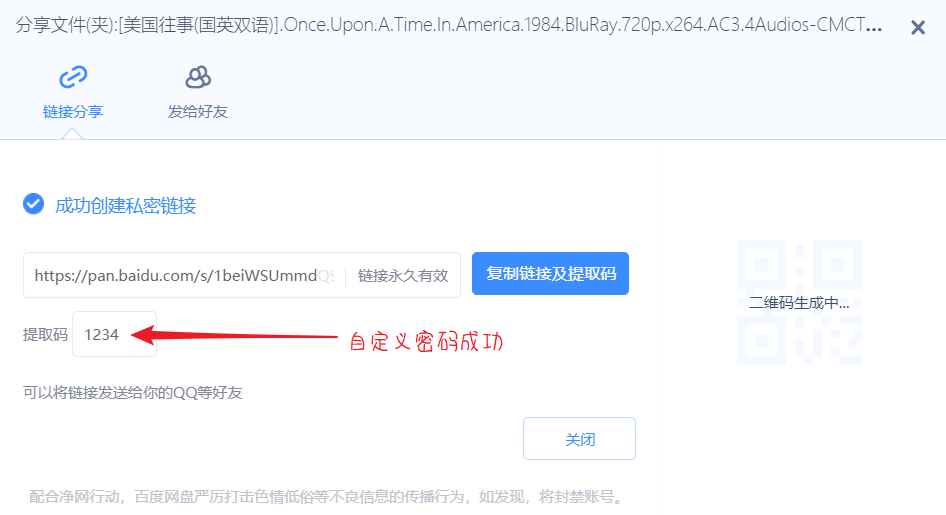 分享文件(夹):[美国往事(国英双语)].Once.Upon.A.Time.In.America.1984.BluRay.720p.x264.AC3.4Audios-CMCT...
链接分享
发给好友
成功创建私密链接
https://pan.baidu.com/s/1beiWSUmmdQS
链接永久有效
复制链接及提取码
提取码 1234
自定义密码成功
二维码生成中...
可以将链接发送给你的QQ等好友
关闭
配合净网行动，百度网盘严厉打击色情低俗等不良信息的传播行为，如发现，将封禁账号。